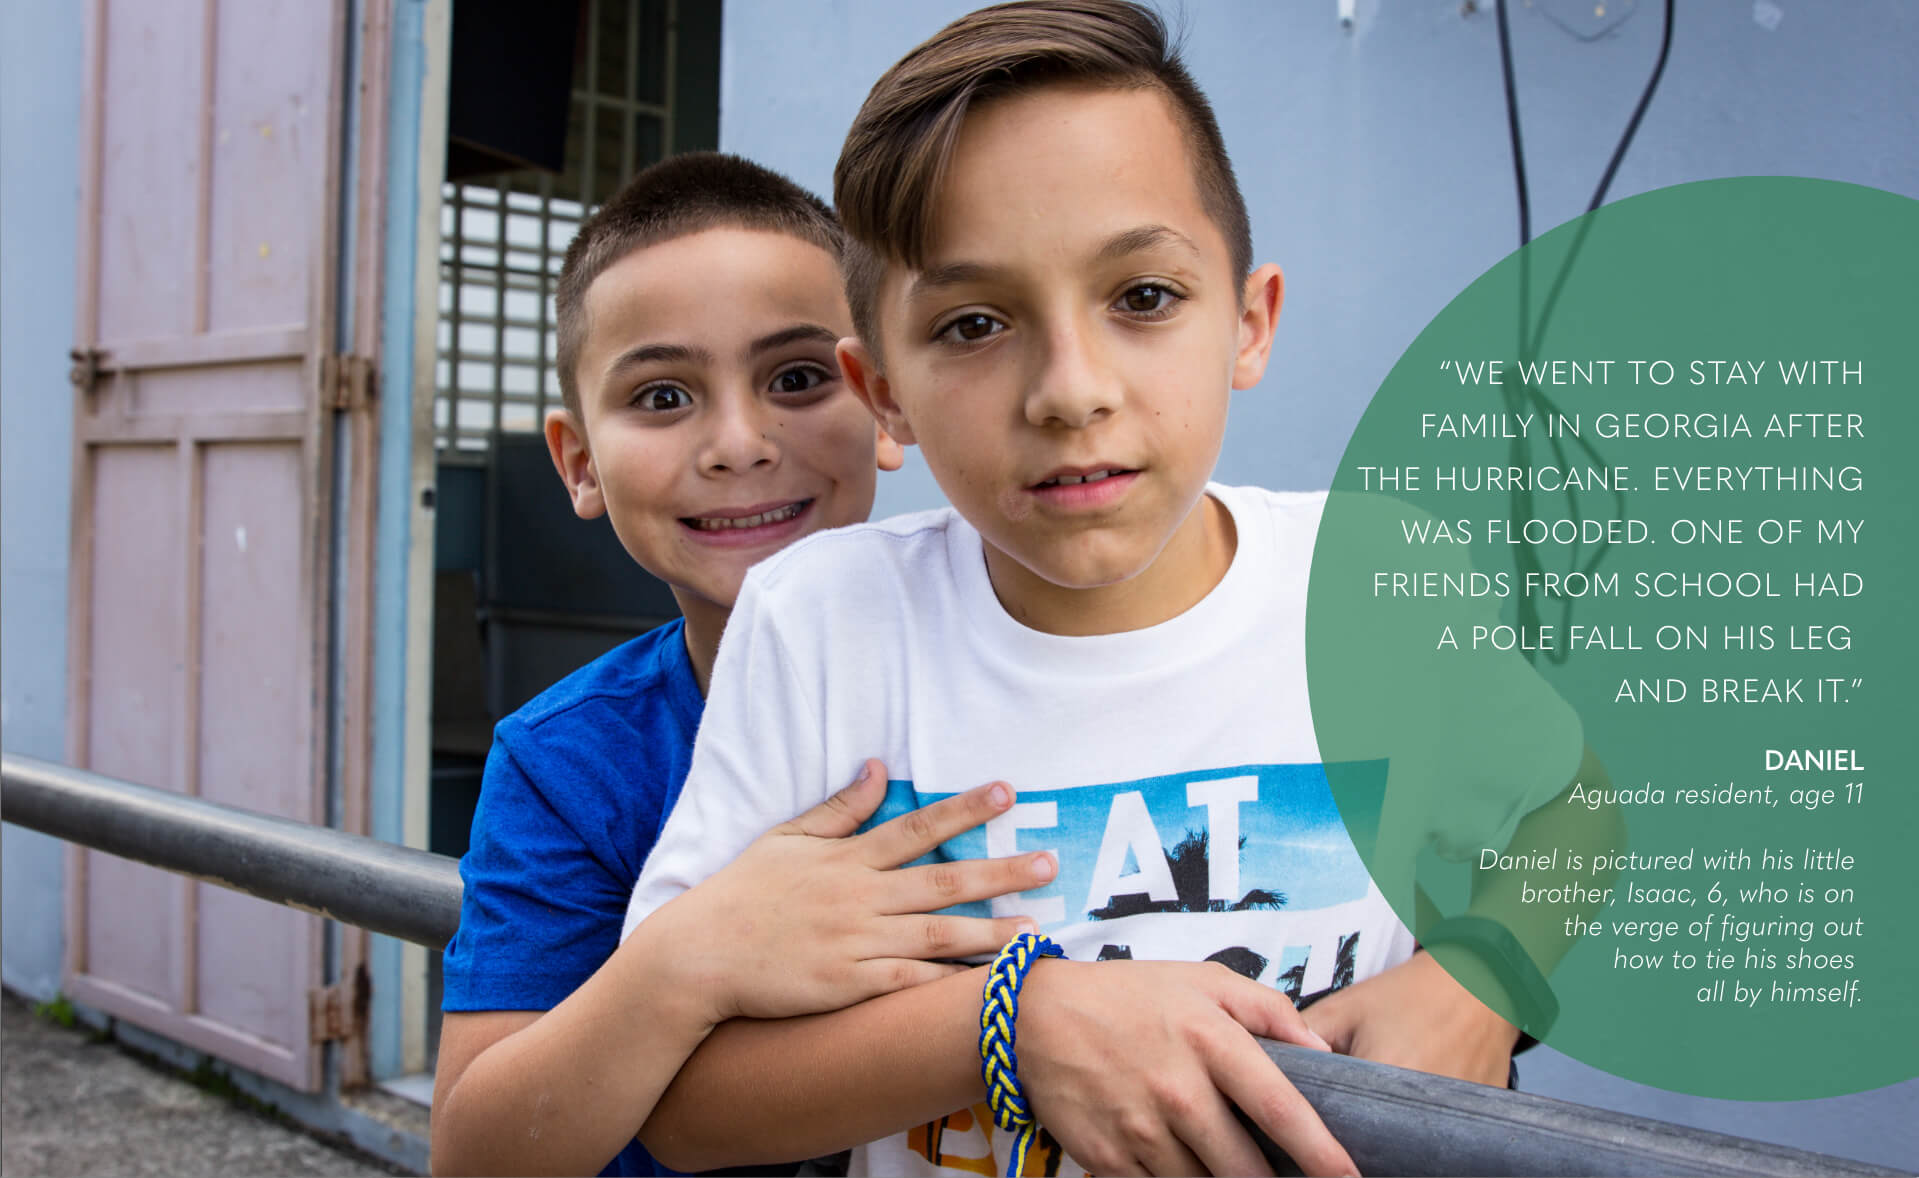 “WE WENT TO STAY WITH
FAMILY IN GEORGIA AFTER
THE HURRICANE. EVERYTHING
WAS FLOODED. ONE OF MY
FRIENDS FROM SCHOOL HAD
A POLE FALL ON HIS LEG
AND BREAK IT.”
DANIEL
Aguada resident, age 11
Daniel is pictured with his little
brother, Isaac, 6, who is on
the verge of figuring out
how to tie his shoes
all by himself.
EAT